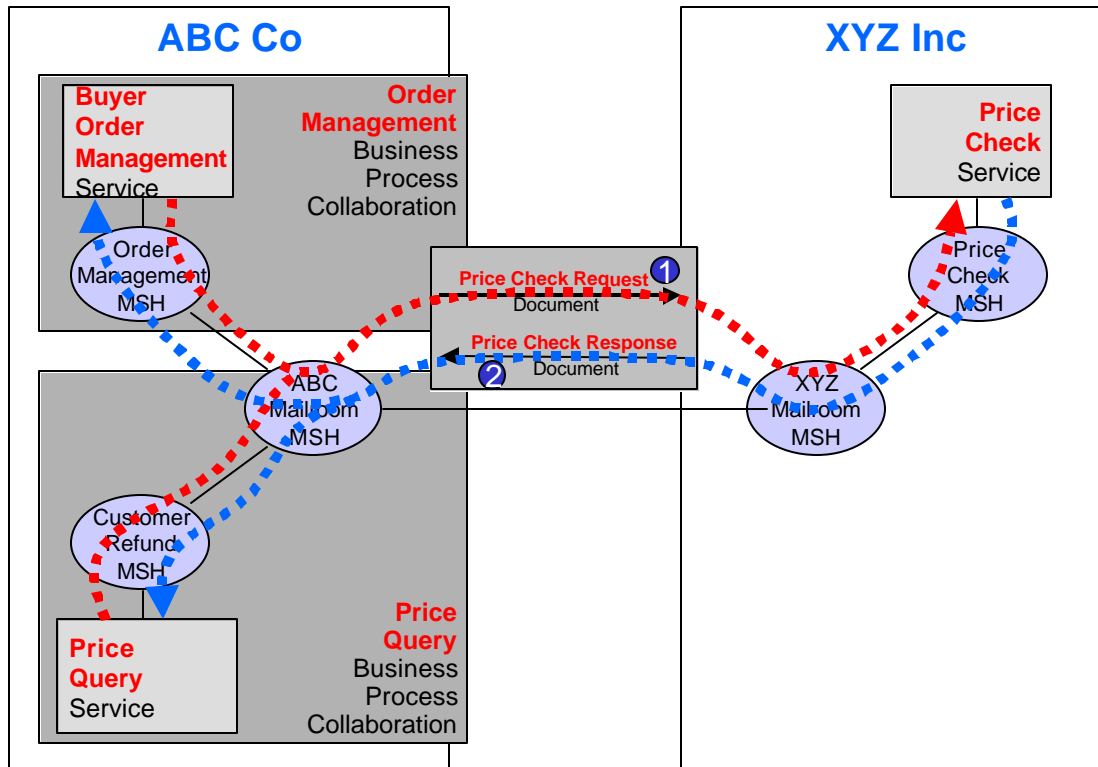 ABC Co
XYZ Inc
Buyer
Order
Management
Service
Order
Management
Business
Process
Collaboration
Price
Check
Service
Order
Management
MSH
Price
Check
MSH
Price Check Request
1
Document
Price Check Response
2
Document
ABC
Mailroom
MSH
XYZ
Mailroom
MSH
Customer
Refund
MSH
Price
Query
Service
Price
Query
Business
Process
Collaboration